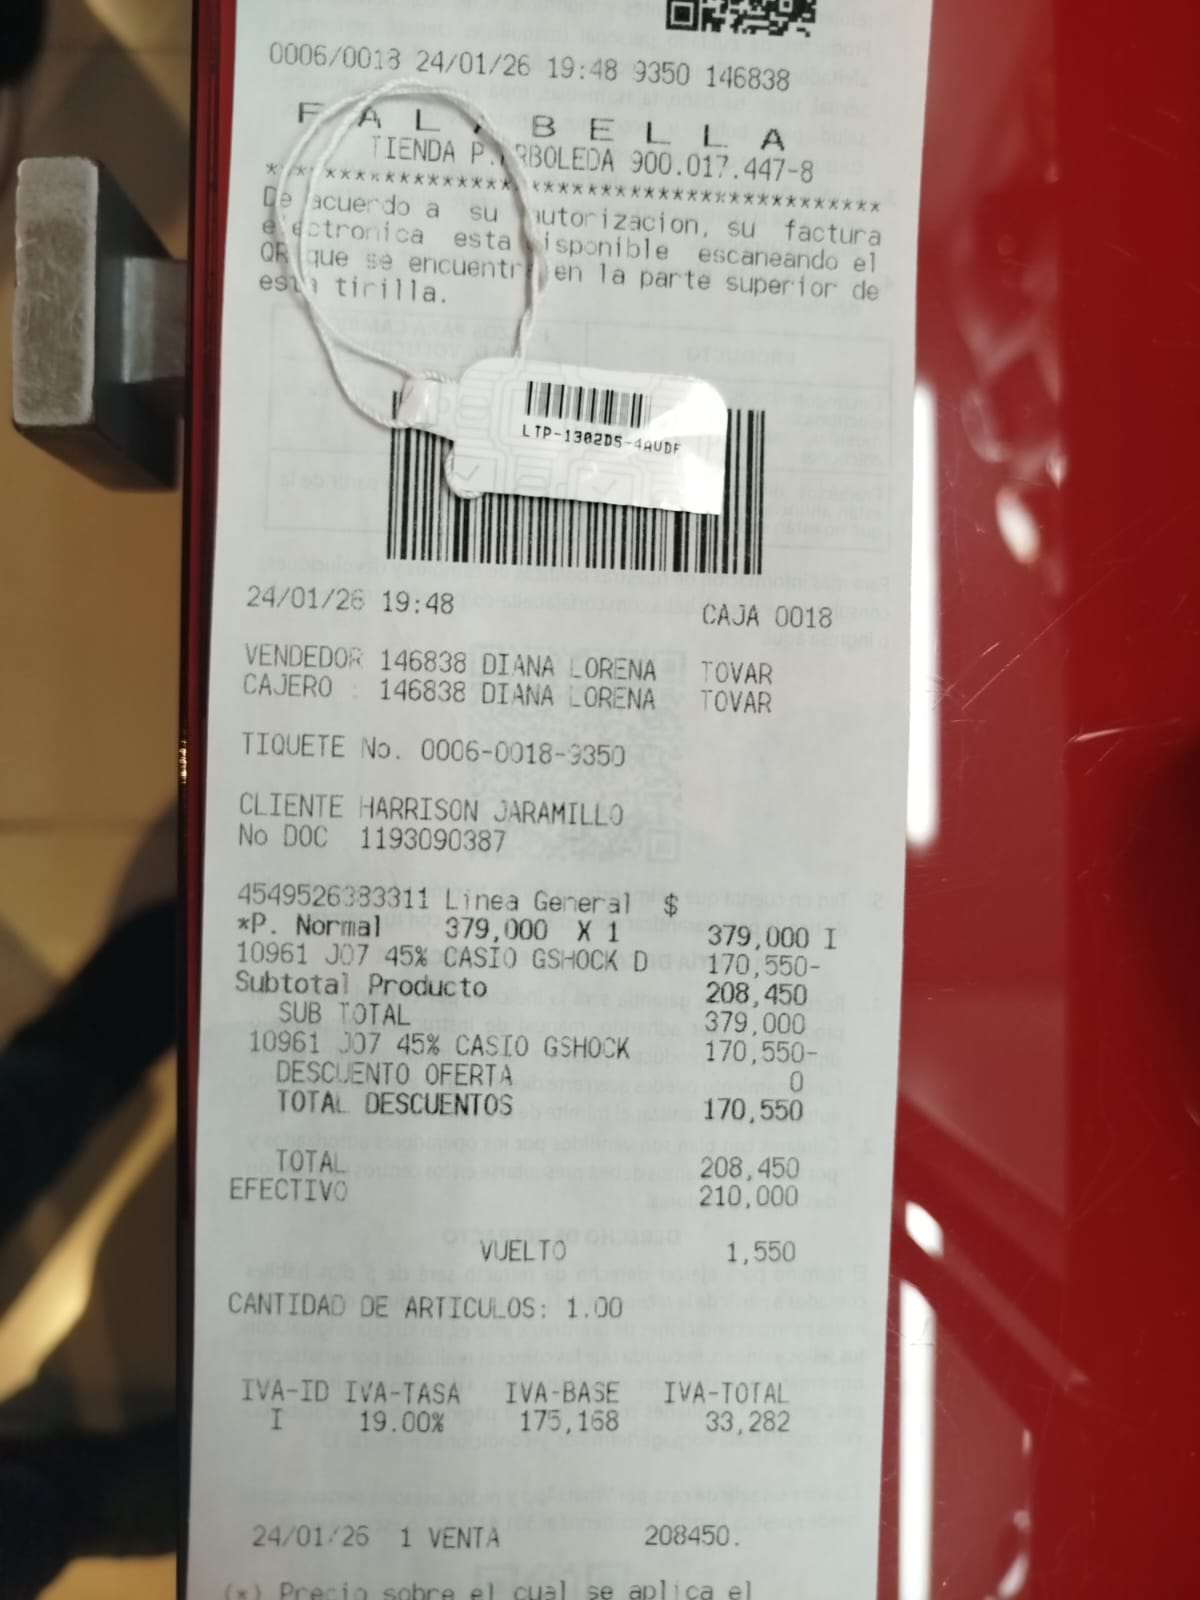 0006/0018 24/01/26 19:48 9350 146838
F A L A B E L L A
TIENDA P. ARBOLEDA 900.017.447-8
******************************************
De acuerdo a su autorizacion, su factura
electronica esta disponible escaneando el
QR que se encuentra en la parte superior de
esta tirilla.
LTP-1302D5-4AVDF
24/01/26 19:48 CAJA 0018
VENDEDOR 146838 DIANA LORENA TOVAR
CAJERO : 146838 DIANA LORENA TOVAR
TIQUETE No. 0006-0018-9350
CLIENTE HARRISON JARAMILLO
No DOC 1193090387
4549526383311 Linea General $
*P. Normal 379,000 X 1 379,000 I
10961 J07 45% CASIO GSHOCK D 170,550-
Subtotal Producto 208,450
SUB TOTAL 379,000
10961 J07 45% CASIO GSHOCK 170,550-
DESCUENTO OFERTA 0
TOTAL DESCUENTOS 170,550
TOTAL 208,450
EFECTIVO 210,000
VUELTO 1,550
CANTIDAD DE ARTICULOS: 1.00
IVA-ID IVA-TASA IVA-BASE IVA-TOTAL
I 19.00% 175,168 33,282
24/01/26 1 VENTA 208450.
(*) Precio sobre el cual se aplica el